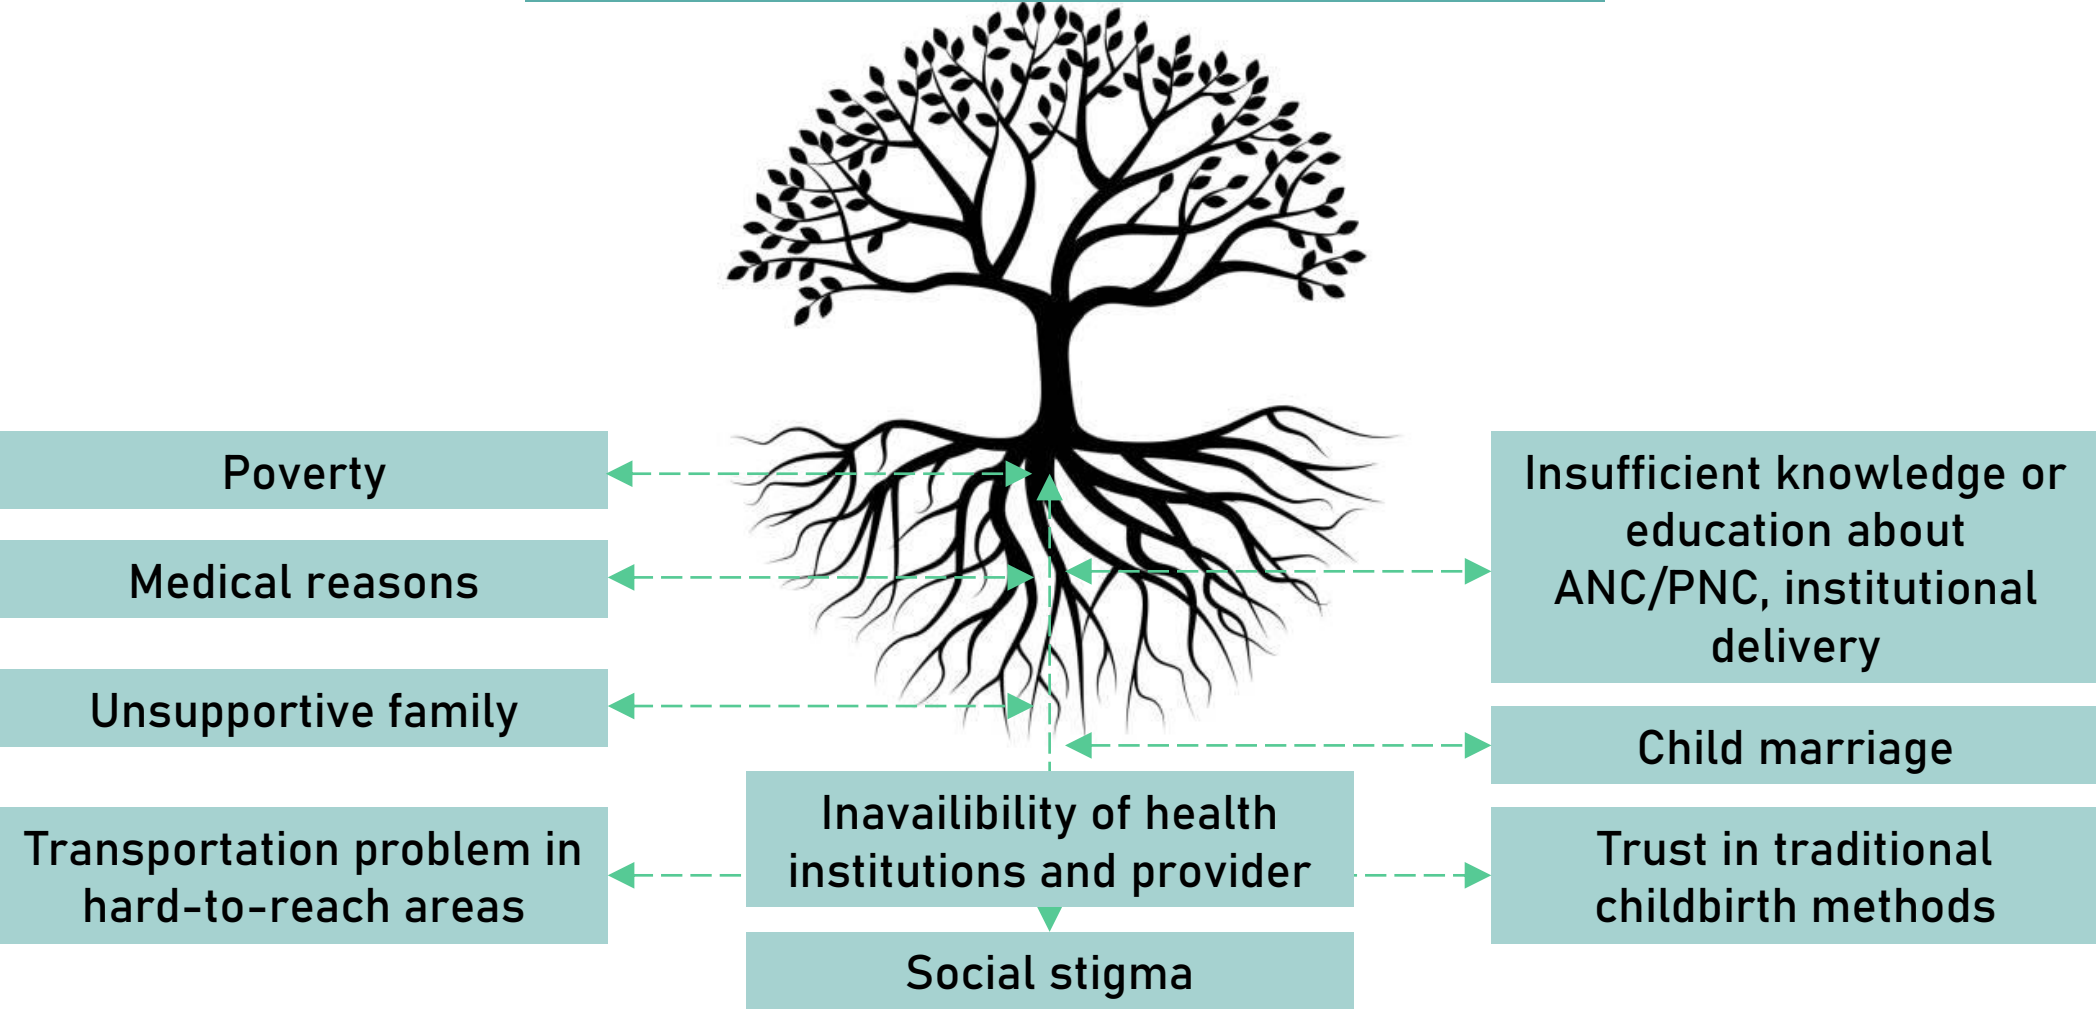 Poverty
Medical reasons
Unsupportive family
Transportation problem in
hard-to-reach areas
Inavailibility of health
institutions and provider
Social stigma
Insufficient knowledge or
education about
ANC/PNC, institutional
delivery
Child marriage
Trust in traditional
childbirth methods